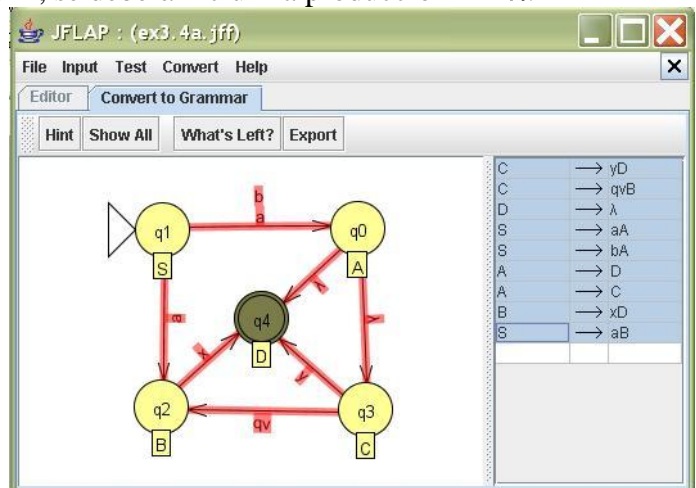 JFLAP : (ex3.4a.jff)
File Input Test Convert Help
Editor Convert to Grammar
Hint Show All What's Left? Export
C → yD
C → qvB
D → λ
S → aA
S → bA
A → D
A → C
B → xD
S → aB
b
a
q1
q0
S
A
λ
λ
a
q4
x
D
y
q2
q3
qv
B
C